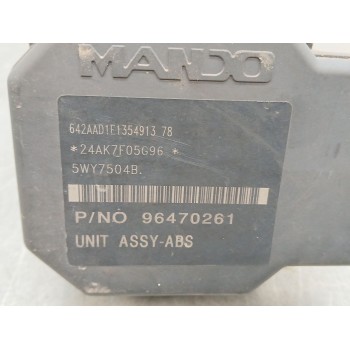 MANDO
642AAD1E1354913 78
*24AK7F05G96 *
5WY7504B.
P/NO 96470261
UNIT ASSY-ABS